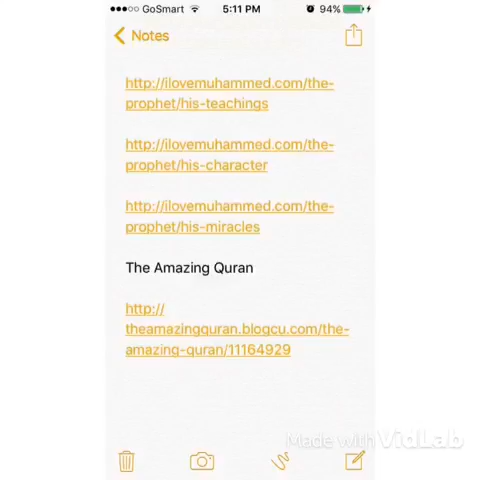 GoSmart 5:11 PM 94%
Notes
http://ilovemuhammed.com/the-
prophet/his-teachings
http://ilovemuhammed.com/the-
prophet/his-character
http://ilovemuhammed.com/the-
prophet/his-miracles
The Amazing Quran
http://
theamazingquran.blogcu.com/the-
amazing-quran/11164929
Made with VidLab